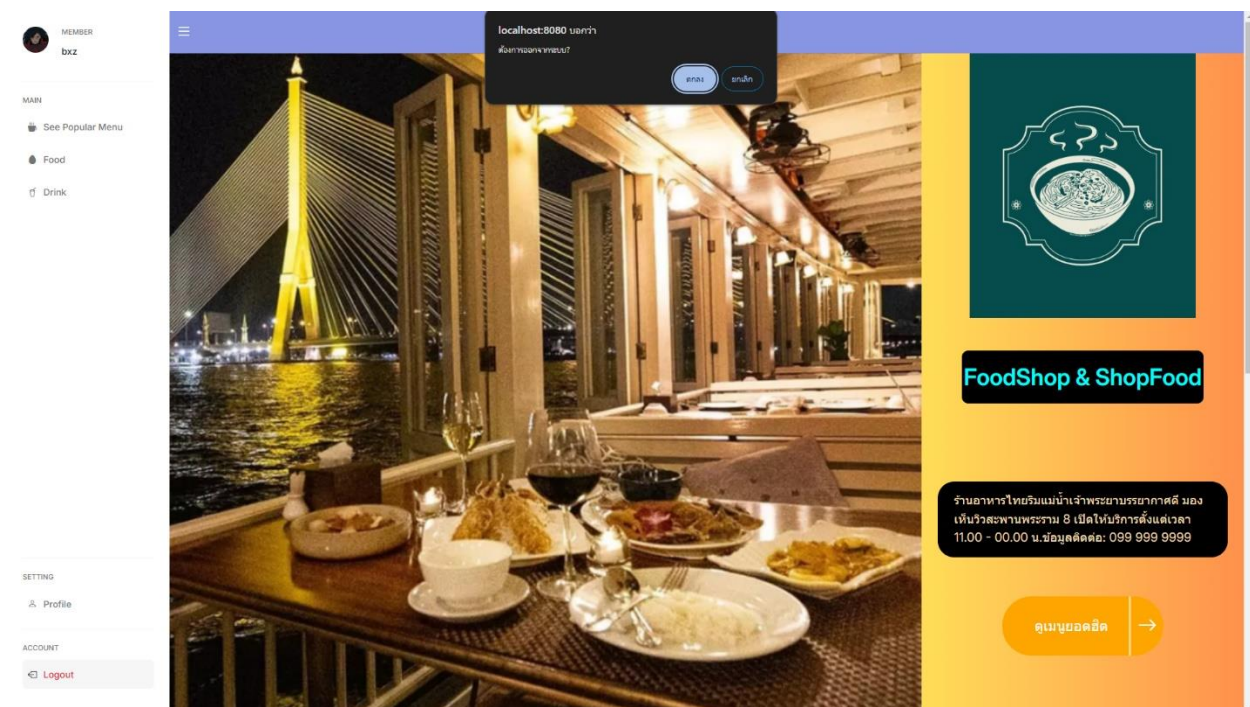 MEMBER
bxz
MAIN
See Popular Menu
Food
Drink
SETTING
Profile
ACCOUNT
Logout
localhost:8080 บอกว่า
ต้องการออกจากระบบ?
ตกลง
ยกเลิก
FoodShop & ShopFood
ร้านอาหารไทยริมแม่น้ำเจ้าพระยาบรรยากาศดี มอง
เห็นวิวสะพานพระราม 8 เปิดให้บริการตั้งแต่เวลา
11.00 - 00.00 น.ข้อมูลติดต่อ: 099 999 9999
ดูเมนูยอดฮิต